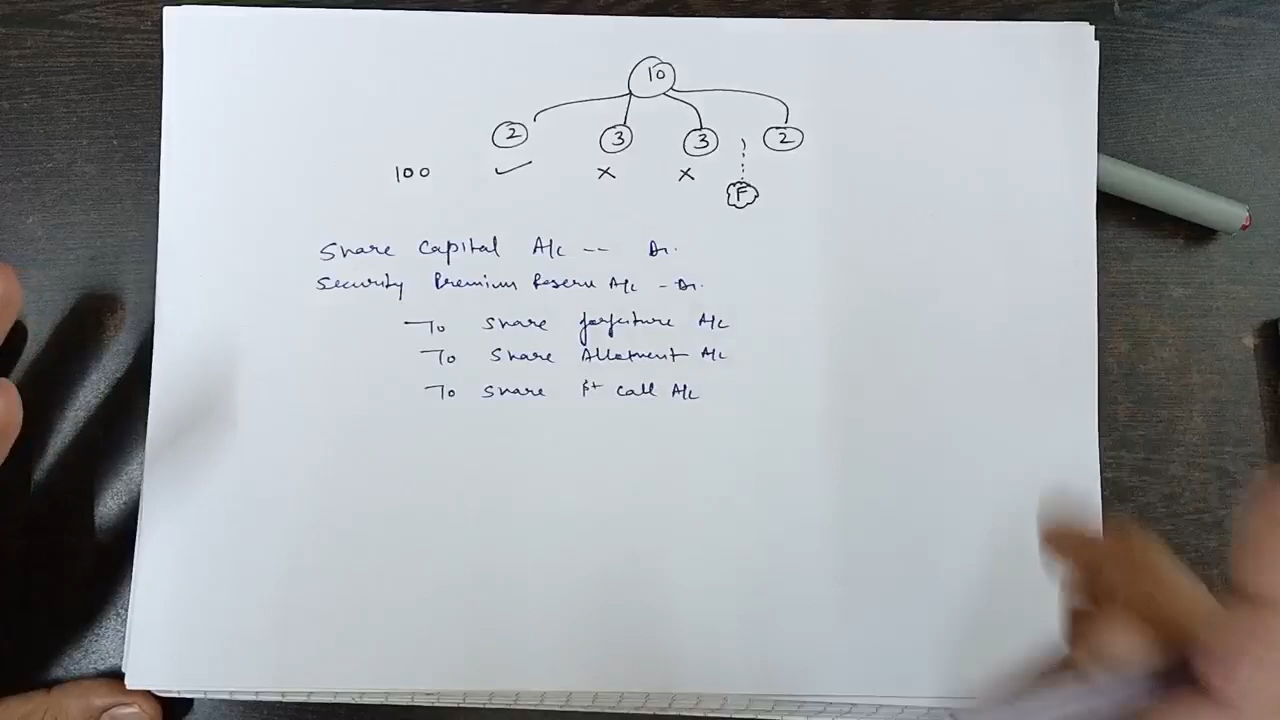 10
2 3 3 2
100 ✓ x x F
Share Capital A/c -- Dr.
Security Premium Reserve A/c - Dr.
To Share forfeiture A/c
To Share Allotment A/c
To Share 1st call A/c